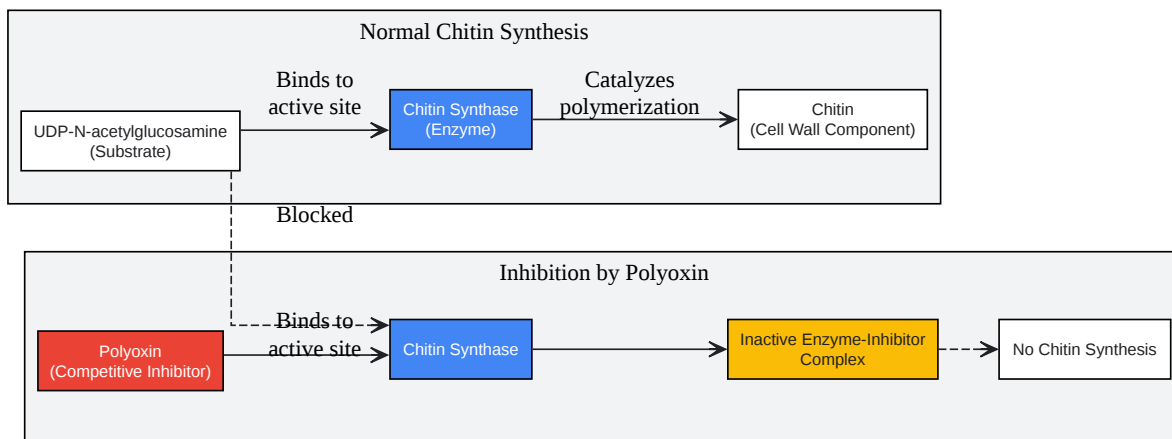 Normal Chitin Synthesis
UDP-N-acetylglucosamine
(Substrate)
Binds to
active site
Chitin Synthase
(Enzyme)
Catalyzes
polymerization
Chitin
(Cell Wall Component)
Blocked
Inhibition by Polyoxin
Polyoxin
(Competitive Inhibitor)
Binds to
active site
Chitin Synthase
Inactive Enzyme-Inhibitor
Complex
No Chitin Synthesis